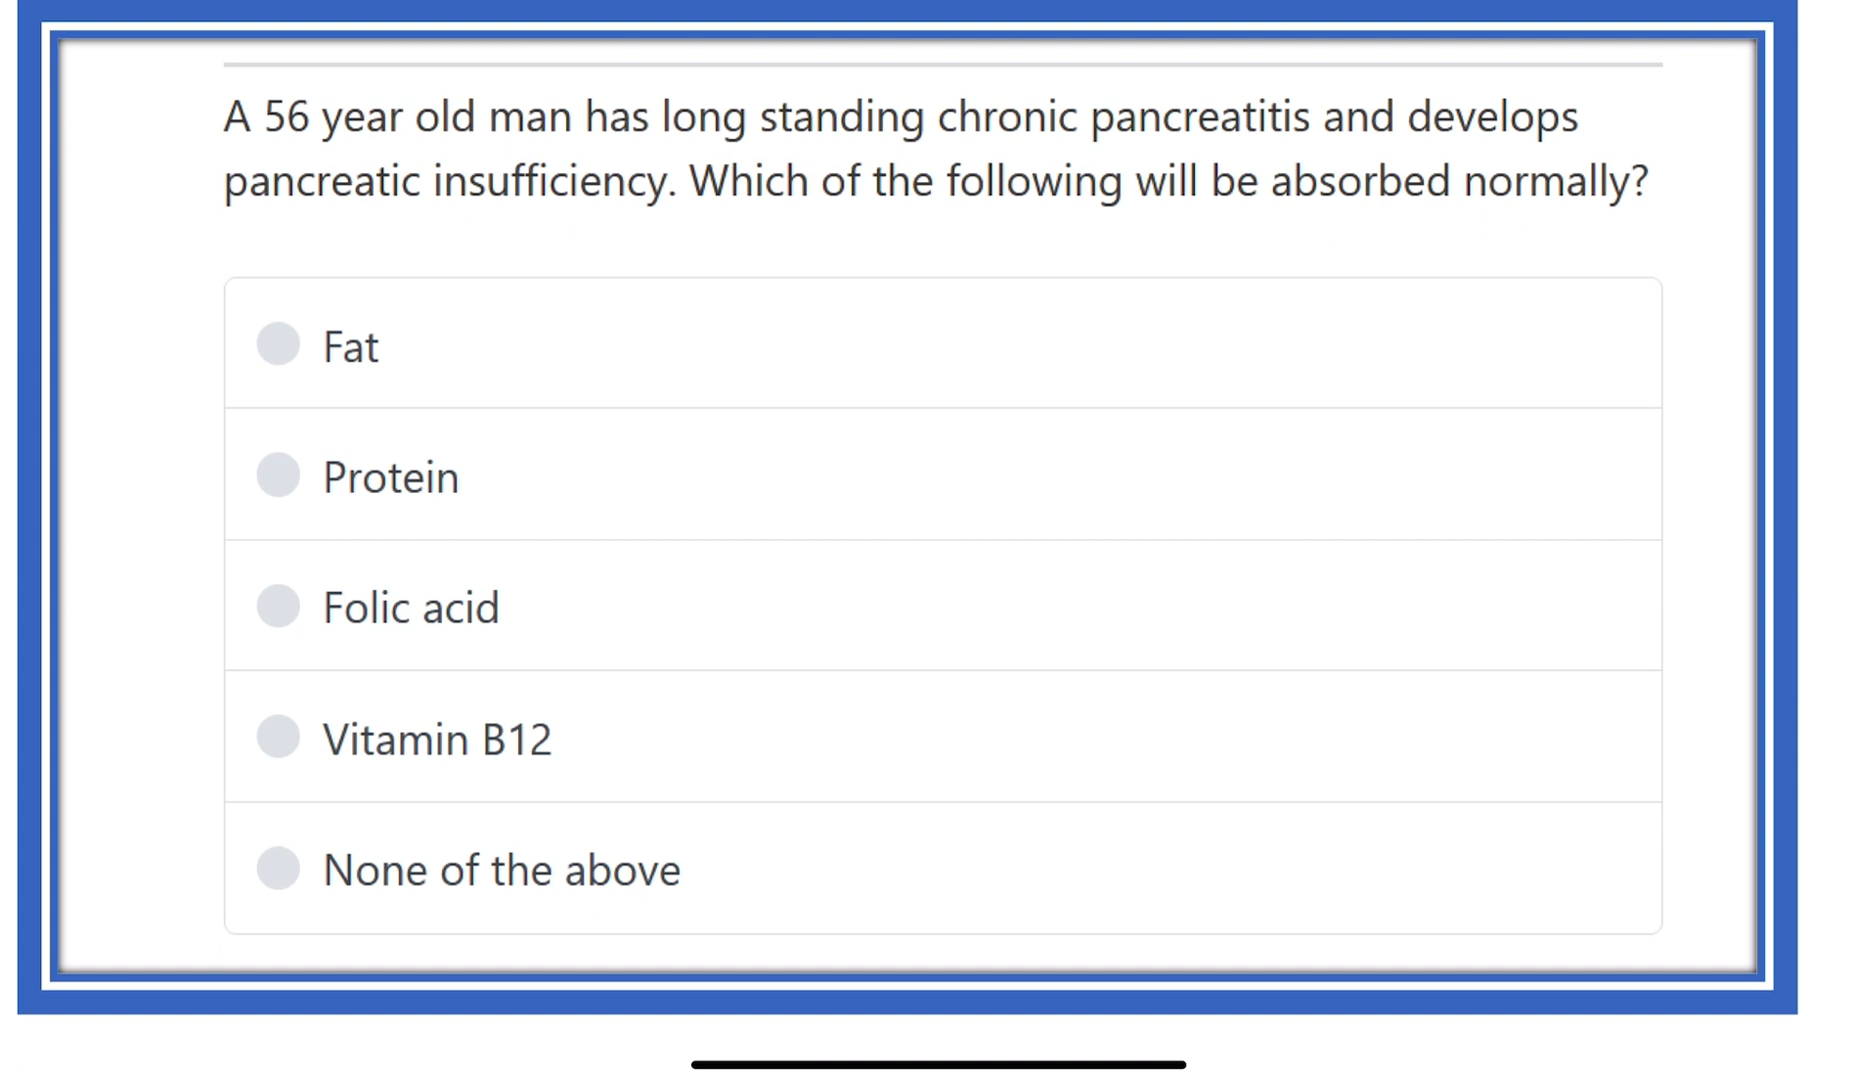 A 56 year old man has long standing chronic pancreatitis and develops
pancreatic insufficiency. Which of the following will be absorbed normally?
Fat
Protein
Folic acid
Vitamin B12
None of the above